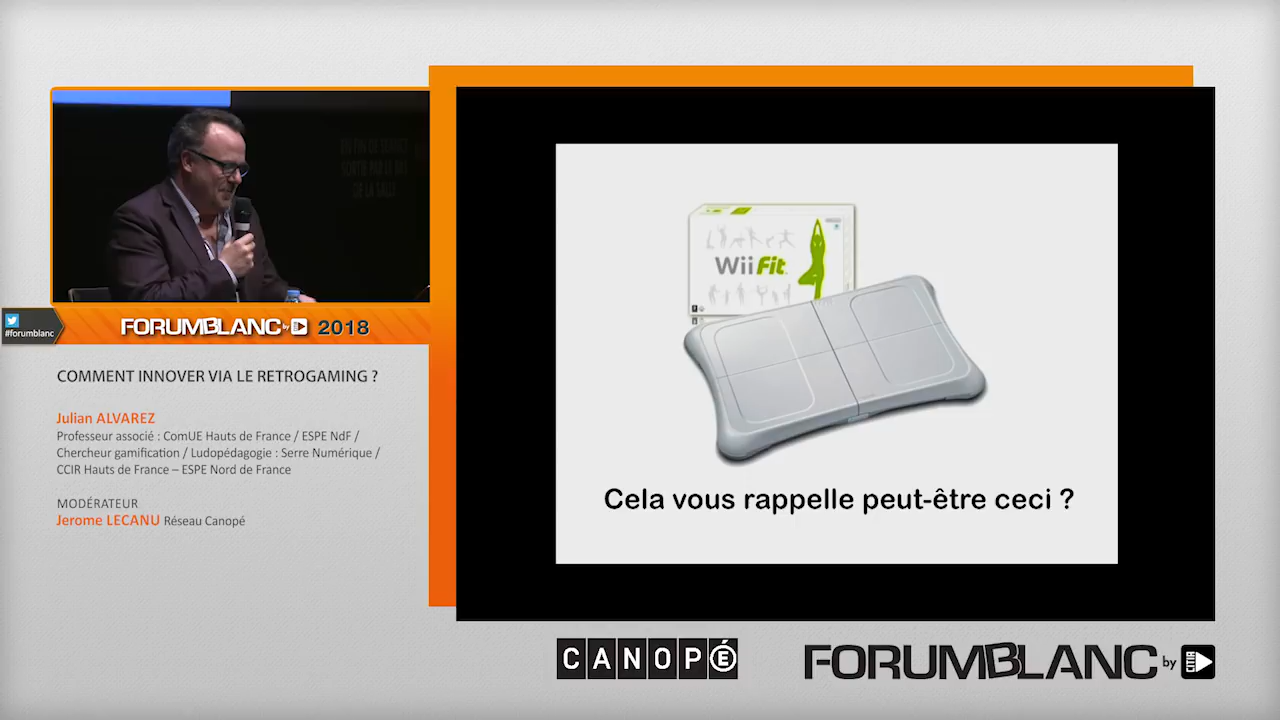 FORUMBLANC by 2018
#forumblanc
COMMENT INNOVER VIA LE RETROGAMING ?
Julian ALVAREZ
Professeur associé : ComUE Hauts de France / ESPE NdF /
Chercheur gamification / Ludopédagogie : Serre Numérique /
CCIR Hauts de France – ESPE Nord de France
MODÉRATEUR
Jerome LECANU Réseau Canopé
Wii Fit
Cela vous rappelle peut-être ceci ?
CANOPÉ
FORUMBLANC by CITIA